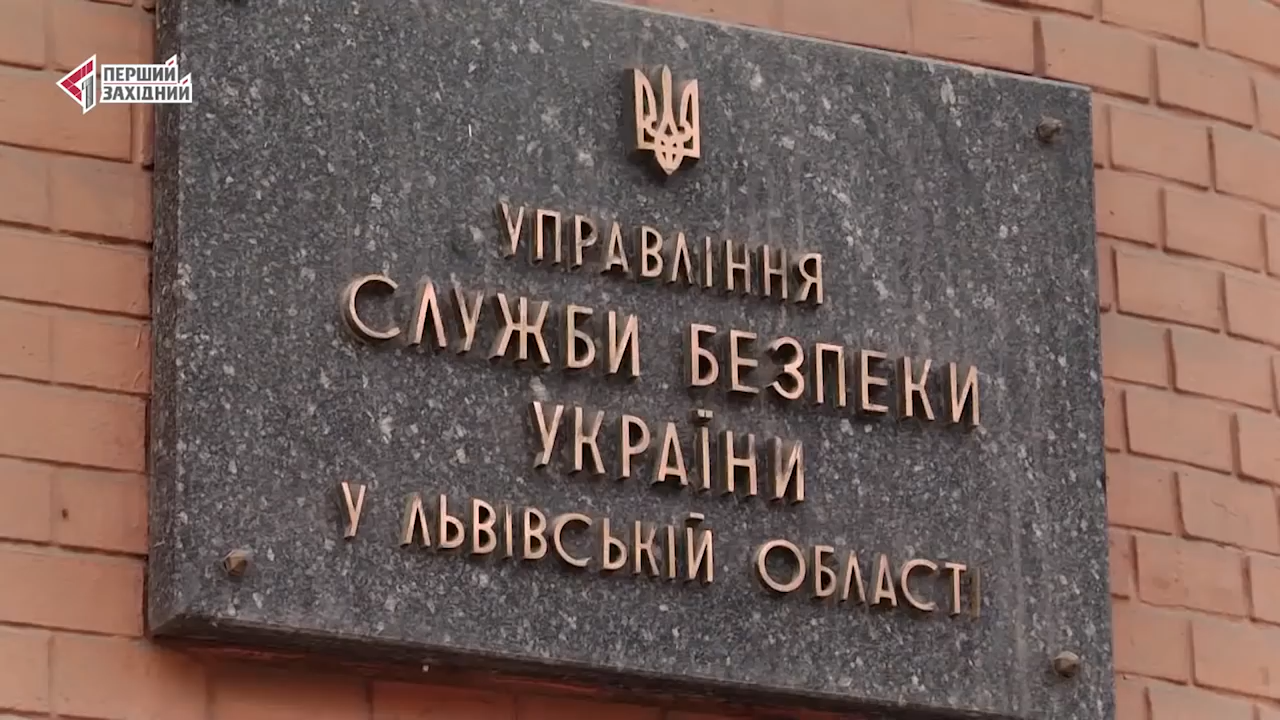 ПЕРШИЙ
ЗАХІДНИЙ
УПРАВЛІННЯ
СЛУЖБИ БЕЗПЕКИ
УКРАЇНИ
У ЛЬВІВСЬКІЙ ОБЛАСТІ